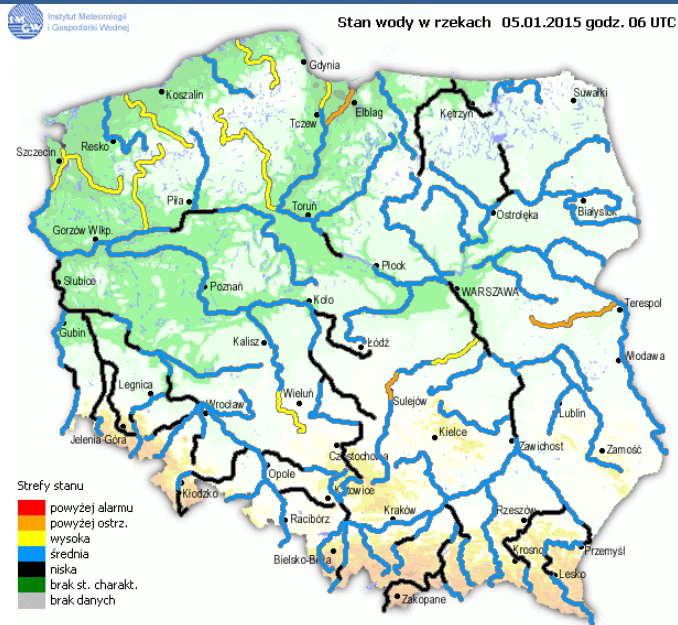 Instytut Meteorologii
i Gospodarki Wodnej
Stan wody w rzekach 05.01.2015 godz. 06 UTC
Gdynia
Koszalin
Suwałki
Elbląg
Kętrzyn
Tczew
Resko
Szczecin
Piła
Toruń
Białystok
Ostrołęka
Gorzów Wlkp.
Płock
Słubice
Poznań
WARSZAWA
Koło
Terespol
Gubin
Kalisz
Łódź
Włodawa
Legnica
Wieluń
Sulejów
Wrocław
Lublin
Jelenia Góra
Kielce
Zawichost
Zamość
Częstochowa
Opole
Stefy stanu
Kłodzko
Katowice
powyżej alarmu
Kraków
Rzeszów
powyżej ostrz.
Racibórz
wysoka
Przemyśl
średnia
Bielsko-Biała
Krosno
niska
Lesko
brak st. charakt.
Zakopane
brak danych